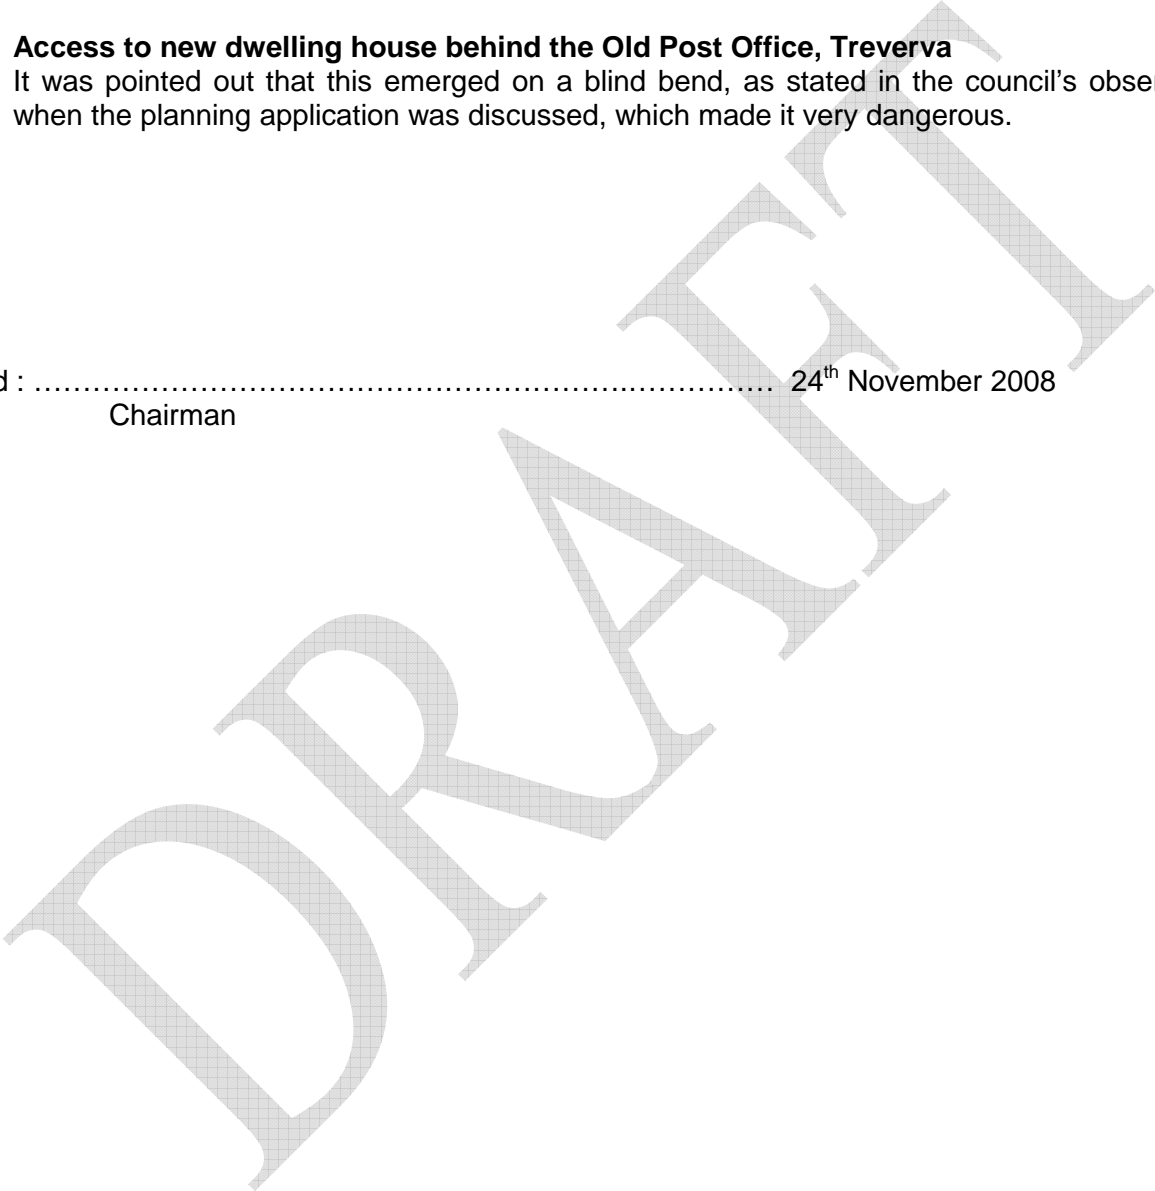 Access to new dwelling house behind the Old Post Office, Treverva
It was pointed out that this emerged on a blind bend, as stated in the council’s obser
when the planning application was discussed, which made it very dangerous.
d : ………………………………………………………………… 24th November 2008
Chairman
DRAFT